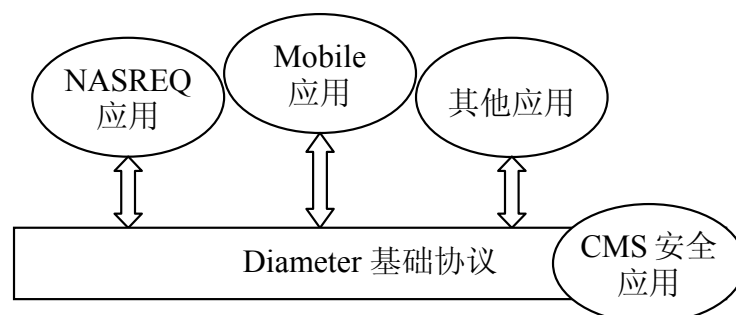 NASREQ
应用
Mobile
应用
其他应用
Diameter 基础协议
CMS 安全
应用